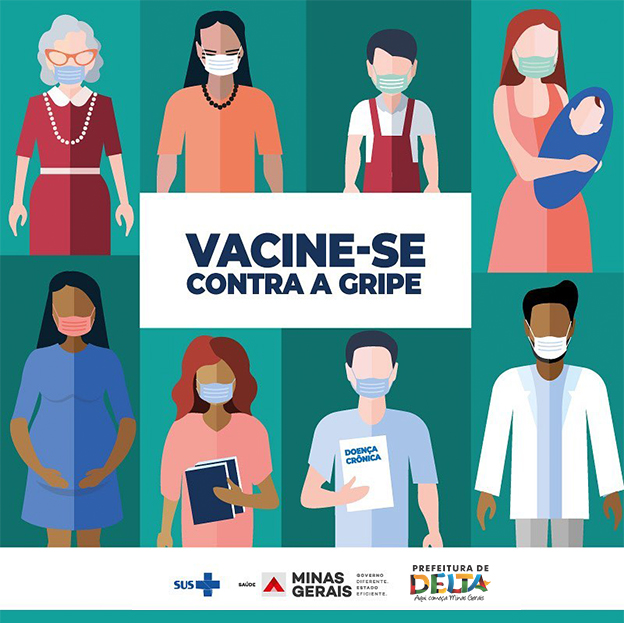 VACINE-SE
CONTRA A GRIPE
DOENÇA
CRÔNICA
SUS
SAÚDE
MINAS
GERAIS
GOVERNO
DIFERENTE.
ESTADO
EFICIENTE.
PREFEITURA DE
DELTA
Aqui começa Minas Gerais